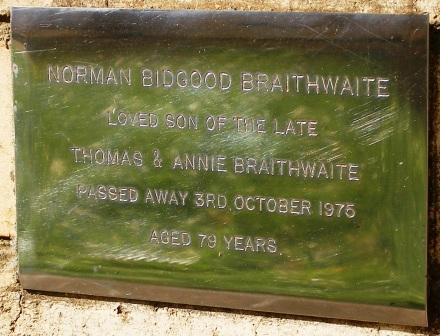 NORMAN BIDGOOD BRAITHWAITE
LOVED SON OF THE LATE
THOMAS & ANNIE BRAITHWAITE
PASSED AWAY 3RD. OCTOBER 1975
AGED 79 YEARS.